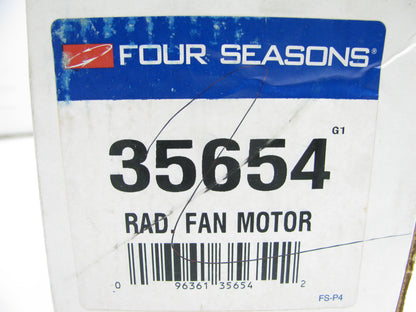 FOUR SEASONS®
G1
35654
RAD. FAN MOTOR
0 96361 35654 2
FS-P4